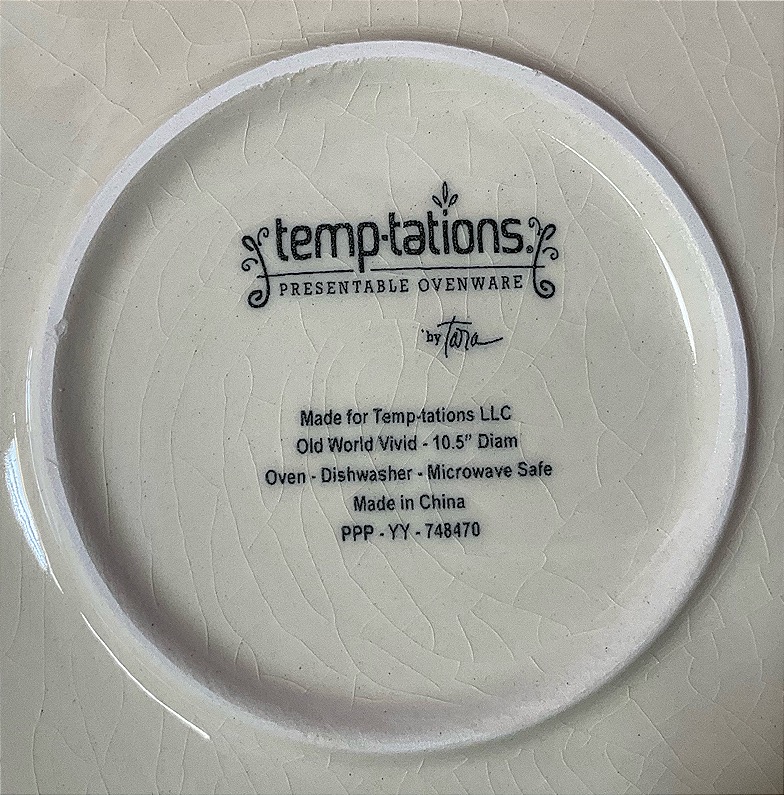 temp-tations®
PRESENTABLE OVENWARE
by Tara
Made for Temp-tations LLC
Old World Vivid - 10.5" Diam
Oven - Dishwasher - Microwave Safe
Made in China
PPP - YY - 748470